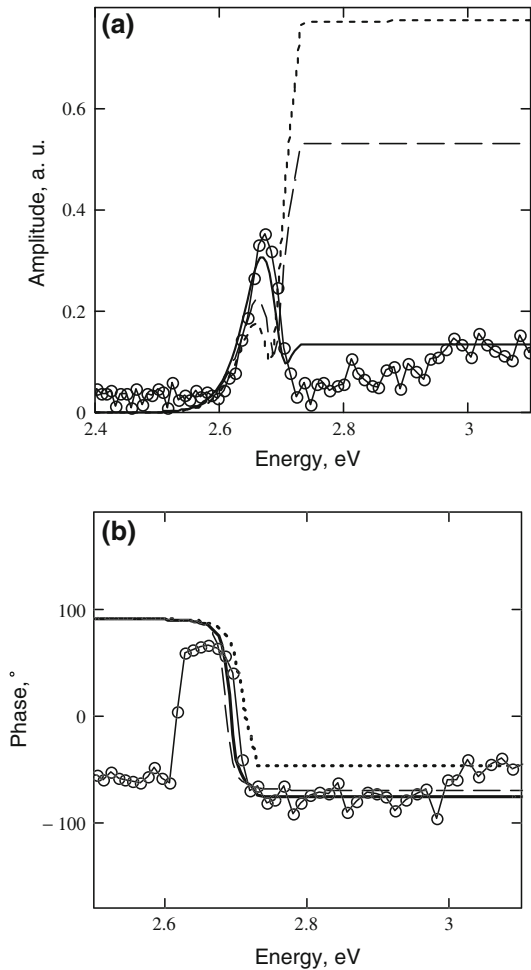 (a)
0.6
0.4
0.2
0
Amplitude, a. u.
2.4
2.6
2.8
3
Energy, eV
(b)
100
0
– 100
Phase, °
2.6
2.8
3
Energy, eV